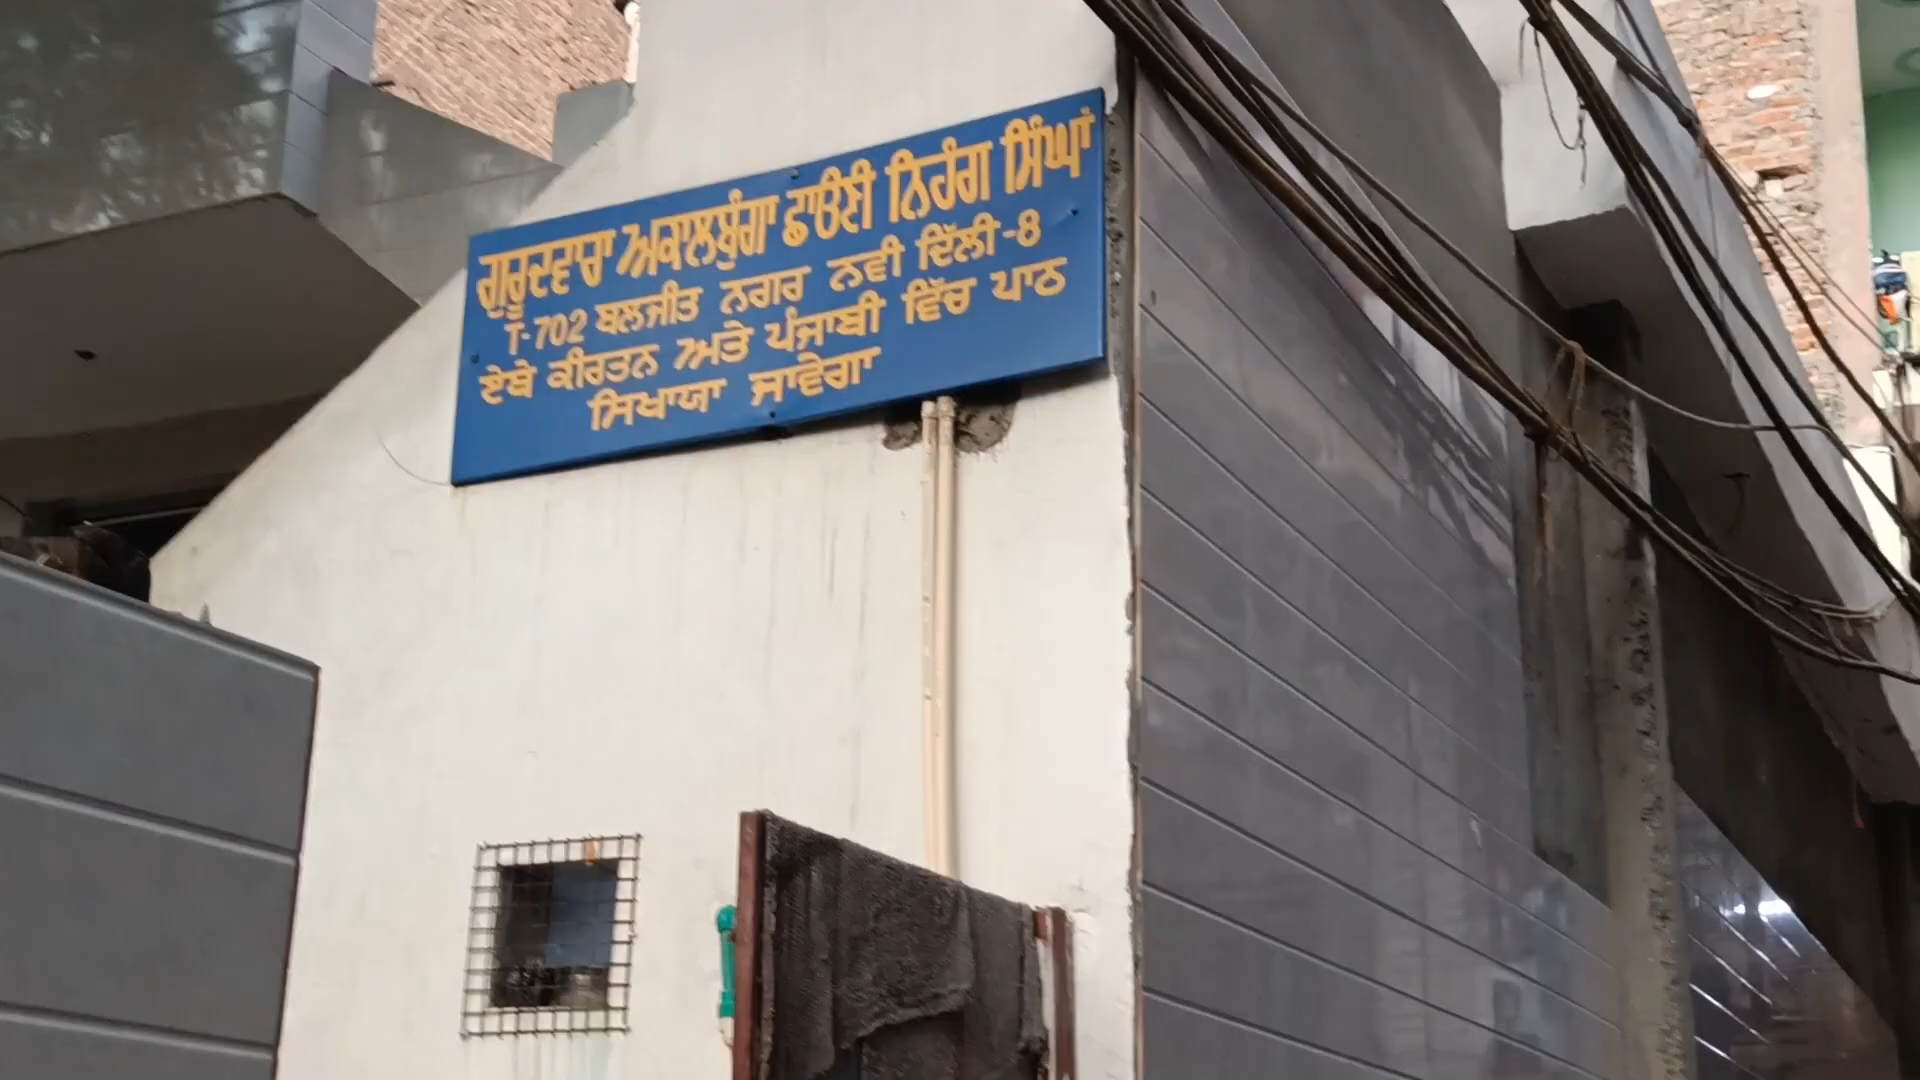 ਗੁਰੂਦਵਾਰਾ ਅਕਾਲਬੁੰਗਾ ਛਾਉਣੀ ਨਿਹੰਗ ਸਿੰਘਾਂ
T-702 ਬਲਜੀਤ ਨਗਰ ਨਵੀ ਦਿੱਲੀ-8
ਏਥੇ ਕੀਰਤਨ ਅਤੇ ਪੰਜਾਬੀ ਵਿੱਚ ਪਾਠ
ਸਿਖਾਯਾ ਜਾਵੇਗਾ